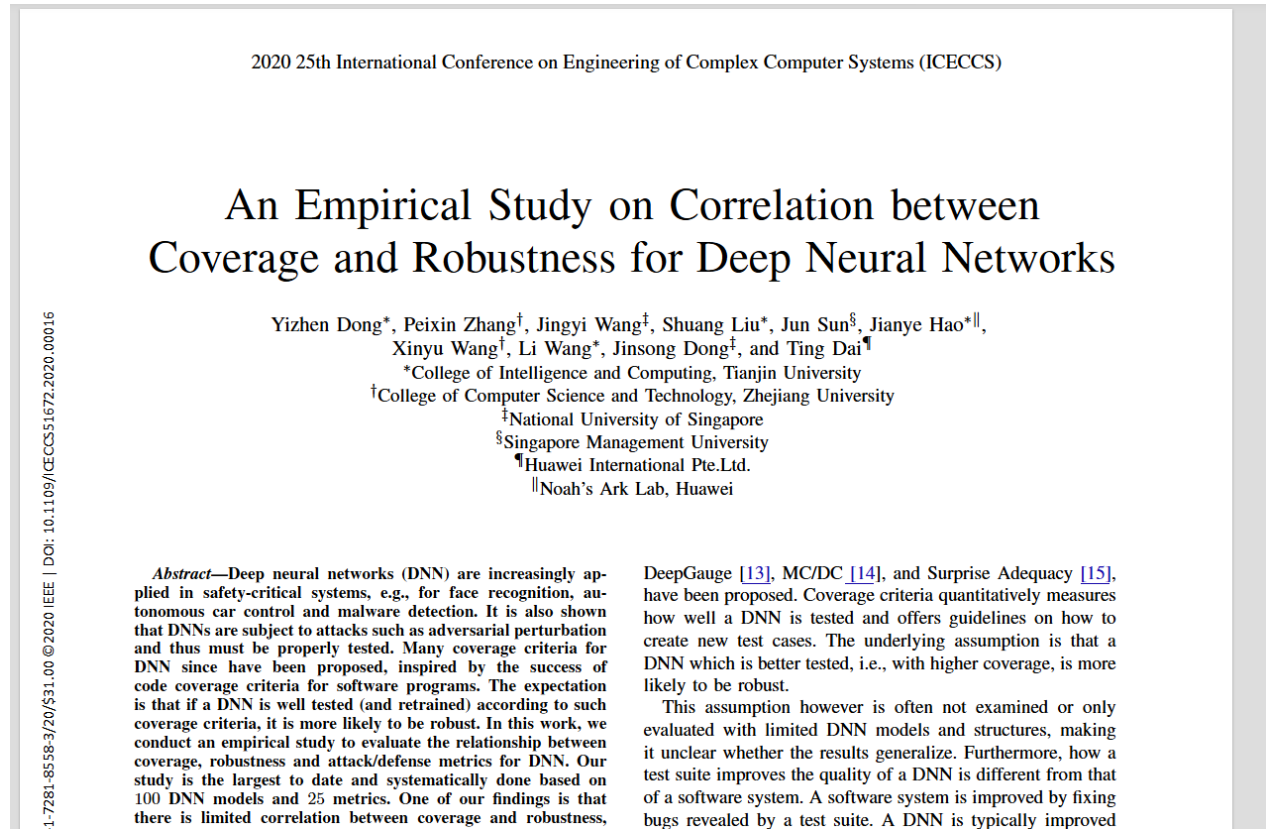 2020 25th International Conference on Engineering of Complex Computer Systems (ICECCS)
An Empirical Study on Correlation between
Coverage and Robustness for Deep Neural Networks
Yizhen Dong*, Peixin Zhang†, Jingyi Wang‡, Shuang Liu*, Jun Sun§, Jianye Hao*∥,
Xinyu Wang†, Li Wang*, Jinsong Dong‡, and Ting Dai¶
*College of Intelligence and Computing, Tianjin University
†College of Computer Science and Technology, Zhejiang University
‡National University of Singapore
§Singapore Management University
¶Huawei International Pte.Ltd.
∥Noah's Ark Lab, Huawei
-1-7281-8558-3/20/$31.00 ©2020 IEEE | DOI: 10.1109/ICECCS51672.2020.00016
Abstract—Deep neural networks (DNN) are increasingly ap-
plied in safety-critical systems, e.g., for face recognition, au-
tonomous car control and malware detection. It is also shown
that DNNs are subject to attacks such as adversarial perturbation
and thus must be properly tested. Many coverage criteria for
DNN since have been proposed, inspired by the success of
code coverage criteria for software programs. The expectation
is that if a DNN is well tested (and retrained) according to such
coverage criteria, it is more likely to be robust. In this work, we
conduct an empirical study to evaluate the relationship between
coverage, robustness and attack/defense metrics for DNN. Our
study is the largest to date and systematically done based on
100 DNN models and 25 metrics. One of our findings is that
there is limited correlation between coverage and robustness,
DeepGauge [13], MC/DC [14], and Surprise Adequacy [15],
have been proposed. Coverage criteria quantitatively measures
how well a DNN is tested and offers guidelines on how to
create new test cases. The underlying assumption is that a
DNN which is better tested, i.e., with higher coverage, is more
likely to be robust.
This assumption however is often not examined or only
evaluated with limited DNN models and structures, making
it unclear whether the results generalize. Furthermore, how a
test suite improves the quality of a DNN is different from that
of a software system. A software system is improved by fixing
bugs revealed by a test suite. A DNN is typically improved